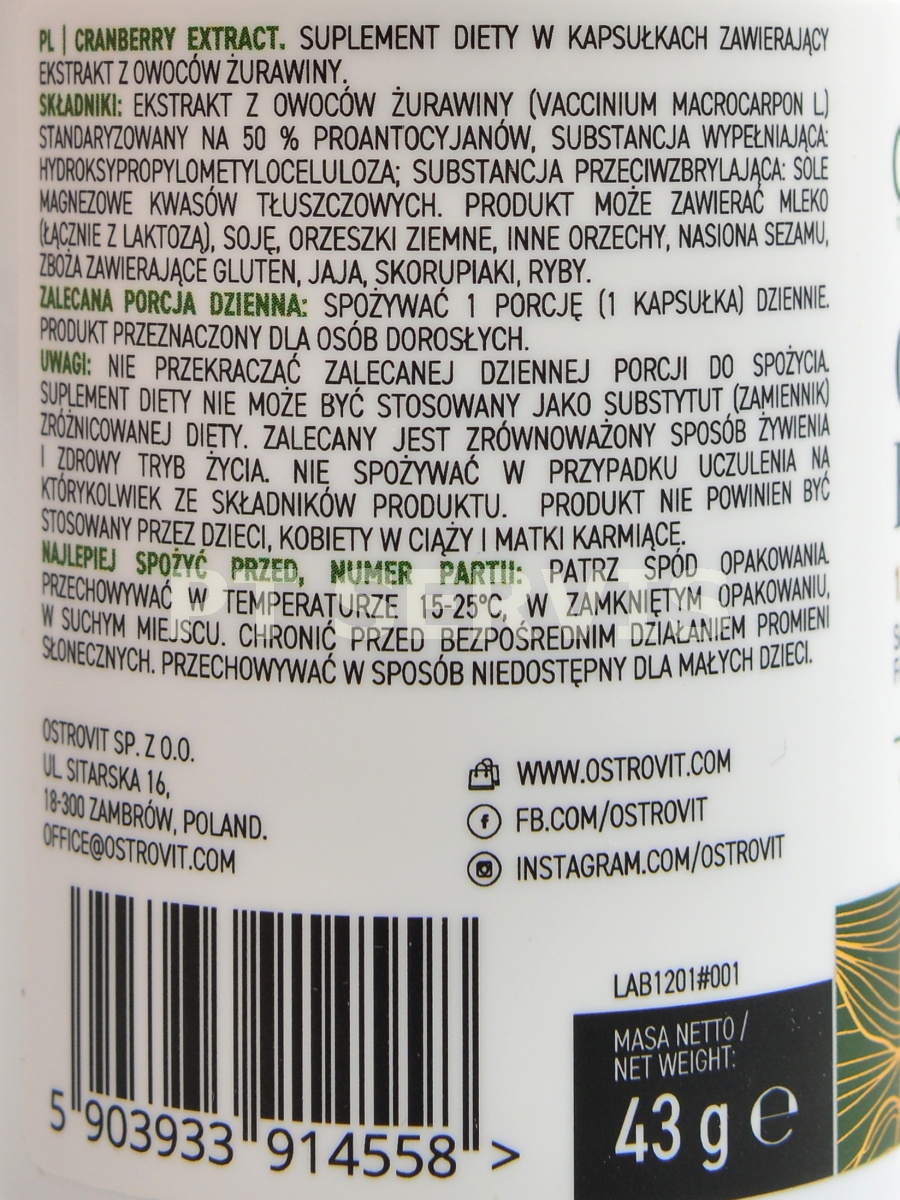 PL | CRANBERRY EXTRACT. SUPLEMENT DIETY W KAPSUŁKACH ZAWIERAJĄCY
EKSTRAKT Z OWOCÓW ŻURAWINY.
SKŁADNIKI: EKSTRAKT Z OWOCÓW ŻURAWINY (VACCINIUM MACROCARPON L.)
STANDARYZOWANY NA 50 % PROANTOCYJANÓW, SUBSTANCJA WYPEŁNIAJĄCA:
HYDROKSYPROPYLOMETYLOCELULOZA; SUBSTANCJA PRZECIWZBRYLAJĄCA: SOLE
MAGNEZOWE KWASÓW TŁUSZCZOWYCH. PRODUKT MOŻE ZAWIERAĆ MLEKO
(ŁĄCZNIE Z LAKTOZĄ), SOJĘ, ORZESZKI ZIEMNE, INNE ORZECHY, NASIONA SEZAMU,
ZBOŻA ZAWIERAJĄCE GLUTEN, JAJA, SKORUPIAKI, RYBY.
ZALECANA PORCJA DZIENNA: SPOŻYWAĆ 1 PORCJĘ (1 KAPSUŁKA) DZIENNIE.
PRODUKT PRZEZNACZONY DLA OSÓB DOROSŁYCH.
UWAGI: NIE PRZEKRACZAĆ ZALECANEJ DZIENNEJ PORCJI DO SPOŻYCIA.
SUPLEMENT DIETY NIE MOŻE BYĆ STOSOWANY JAKO SUBSTYTUT (ZAMIENNIK)
ZRÓŻNICOWANEJ DIETY. ZALECANY JEST ZRÓWNOWAŻONY SPOSÓB ŻYWIENIA
I ZDROWY TRYB ŻYCIA. NIE SPOŻYWAĆ W PRZYPADKU UCZULENIA NA
KTÓRYKOLWIEK ZE SKŁADNIKÓW PRODUKTU. PRODUKT NIE POWINIEN BYĆ
STOSOWANY PRZEZ DZIECI, KOBIETY W CIĄŻY I MATKI KARMIĄCE.
NAJLEPIEJ SPOŻYĆ PRZED, NUMER PARTII: PATRZ SPÓD OPAKOWANIA.
PRZECHOWYWAĆ W TEMPERATURZE 15-25°C, W ZAMKNIĘTYM OPAKOWANIU,
W SUCHYM MIEJSCU. CHRONIĆ PRZED BEZPOŚREDNIM DZIAŁANIEM PROMIENI
SŁONECZNYCH. PRZECHOWYWAĆ W SPOSÓB NIEDOSTĘPNY DLA MAŁYCH DZIECI.
OSTROVIT SP. Z O.O.
UL. SITARSKA 16,
18-300 ZAMBRÓW, POLAND.
OFFICE@OSTROVIT.COM
WWW.OSTROVIT.COM
FB.COM/OSTROVIT
INSTAGRAM.COM/OSTROVIT
LAB1201#001
MASA NETTO /
NET WEIGHT:
43 g e
5 903933 914558 >